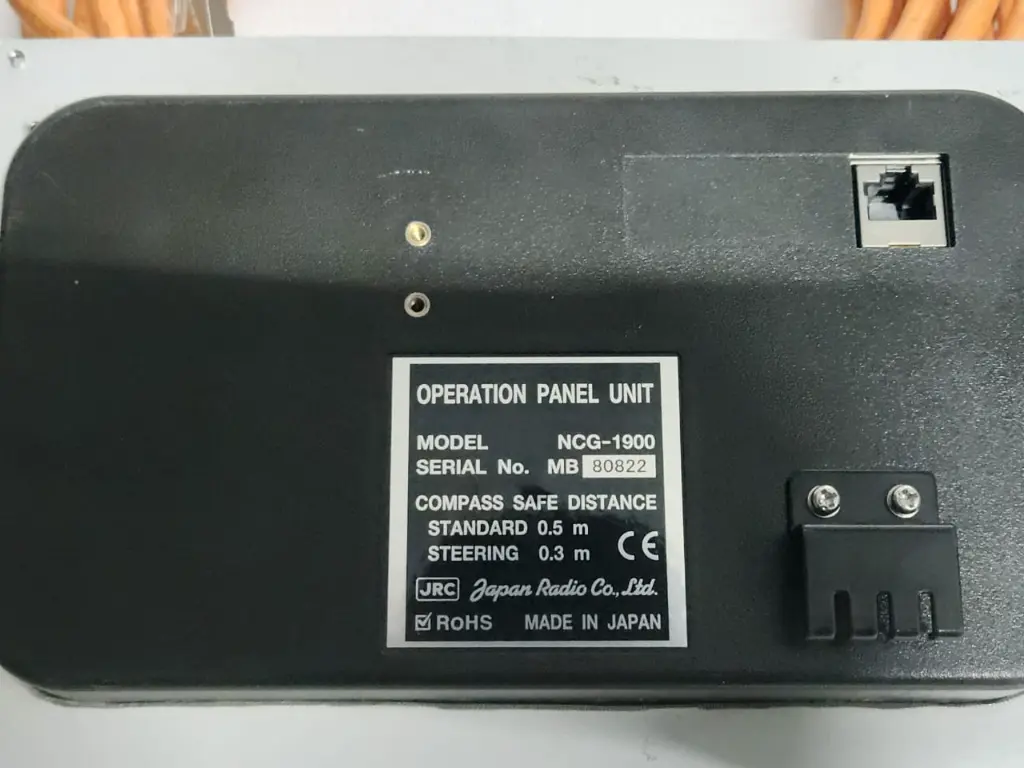 OPERATION PANEL UNIT
MODEL NCG-1900
SERIAL No. MB 80822
COMPASS SAFE DISTANCE
STANDARD 0.5 m
STEERING 0.3 m CE
JRC Japan Radio Co., Ltd.
RoHS MADE IN JAPAN